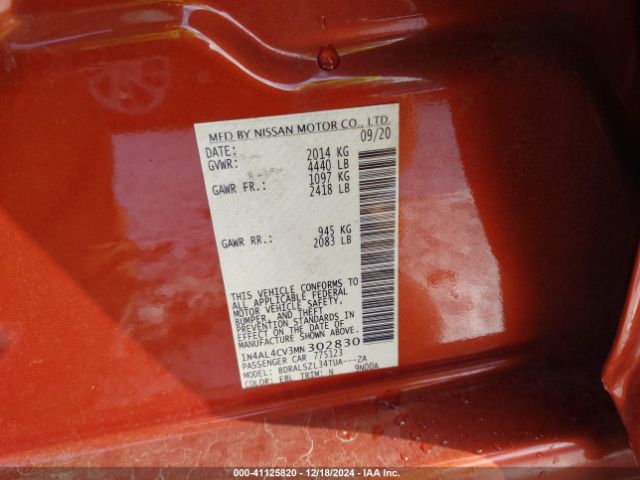 MFD BY NISSAN MOTOR CO., LTD.
DATE: 09/20
GVWR: 2014 KG
4440 LB
GAWR FR.: 1097 KG
2418 LB
GAWR RR.: 945 KG
2083 LB
THIS VEHICLE CONFORMS TO
ALL APPLICABLE FEDERAL
MOTOR VEHICLE SAFETY,
BUMPER, AND THEFT
PREVENTION STANDARDS IN
EFFECT ON THE DATE OF
MANUFACTURE SHOWN ABOVE.
1N4AL4CV3MN302830
PASSENGER CAR 77S123
MODEL: BDRALSZL34TUA---ZA
COLOR: EBL TRIM: N 9N00A
000-41125820 - 12/18/2024 - IAA Inc.